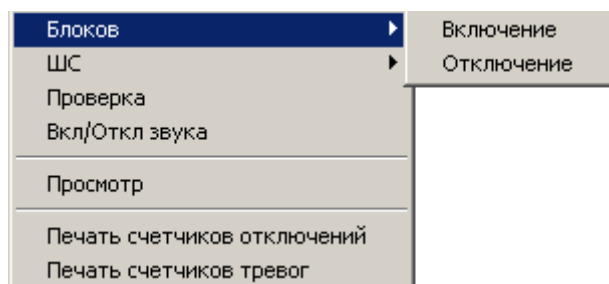 Блоков
ШС
Проверка
Вкл/Откл звука
Просмотр
Печать счетчиков отключений
Печать счетчиков тревог
Включение
Отключение